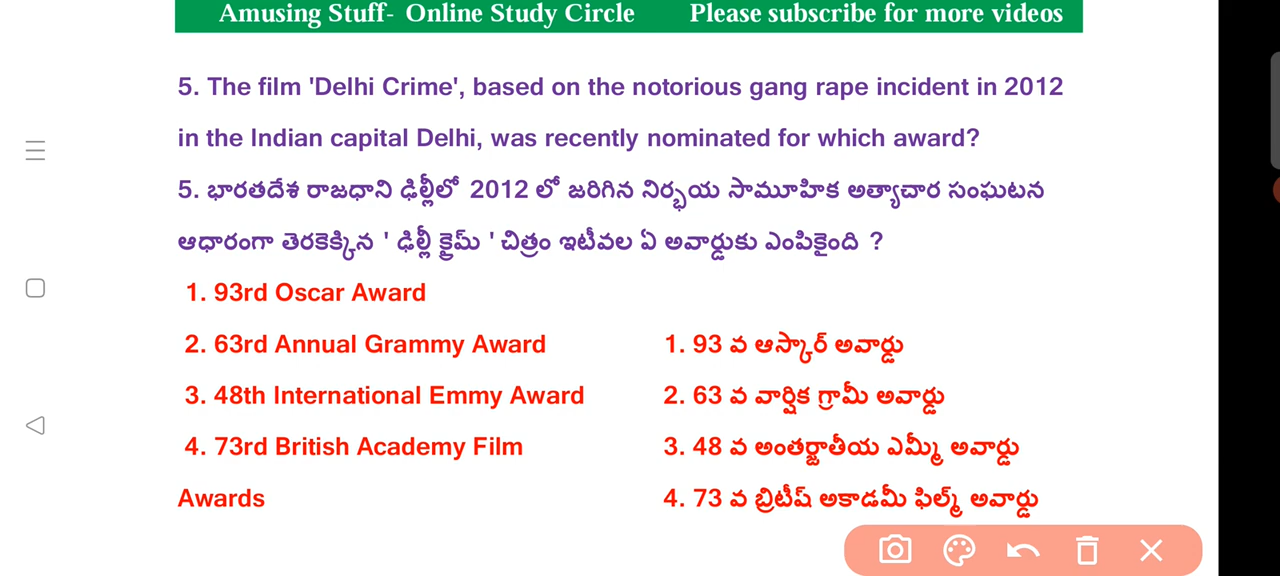 Amusing Stuff- Online Study Circle Please subscribe for more videos
5. The film 'Delhi Crime', based on the notorious gang rape incident in 2012
in the Indian capital Delhi, was recently nominated for which award?
5. భారతదేశ రాజధాని ఢిల్లీలో 2012 లో జరిగిన నిర్భయ సామూహిక అత్యాచార సంఘటన
ఆధారంగా తెరకెక్కిన ' ఢిల్లీ క్రైమ్ ' చిత్రం ఇటీవల ఏ అవార్డుకు ఎంపికైంది ?
1. 93rd Oscar Award
2. 63rd Annual Grammy Award
3. 48th International Emmy Award
4. 73rd British Academy Film
Awards
1. 93 వ ఆస్కార్ అవార్డు
2. 63 వ వార్షిక గ్రామీ అవార్డు
3. 48 వ అంతర్జాతీయ ఎమ్మీ అవార్డు
4. 73 వ బ్రిటీష్ అకాడమీ ఫిల్మ్ అవార్డు